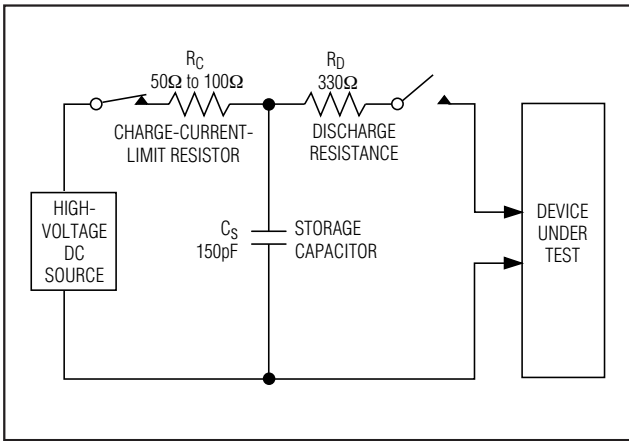 R_C
50Ω to 100Ω
CHARGE-CURRENT-
LIMIT RESISTOR
R_D
330Ω
DISCHARGE
RESISTANCE
HIGH-
VOLTAGE
DC
SOURCE
C_S
150pF
STORAGE
CAPACITOR
DEVICE
UNDER
TEST